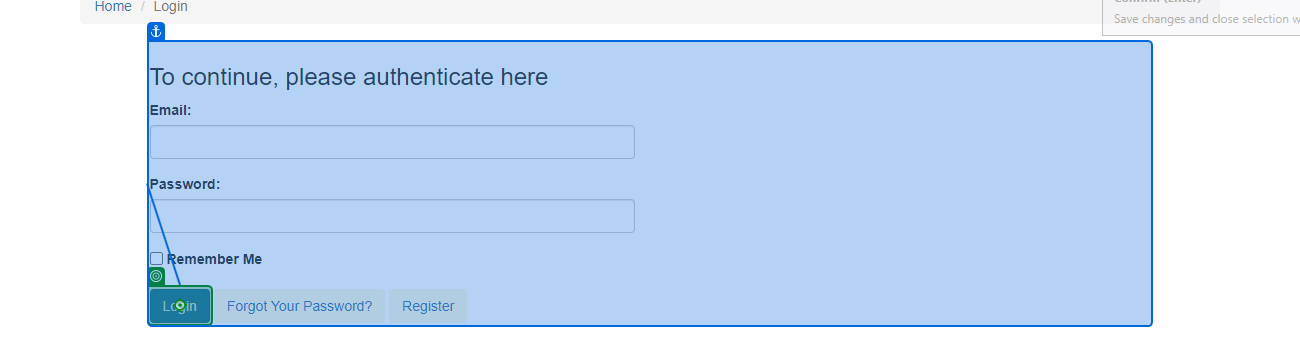 Home / Login
Confirm (Enter)
Save changes and close selection w
To continue, please authenticate here
Email:
Password:
Remember Me
Login Forgot Your Password? Register